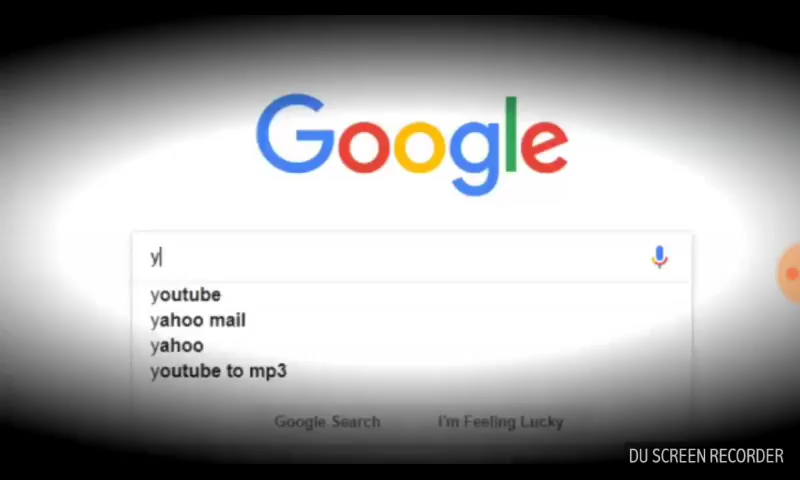 Google
y
youtube
yahoo mail
yahoo
youtube to mp3
Google Search
I'm Feeling Lucky
DU SCREEN RECORDER